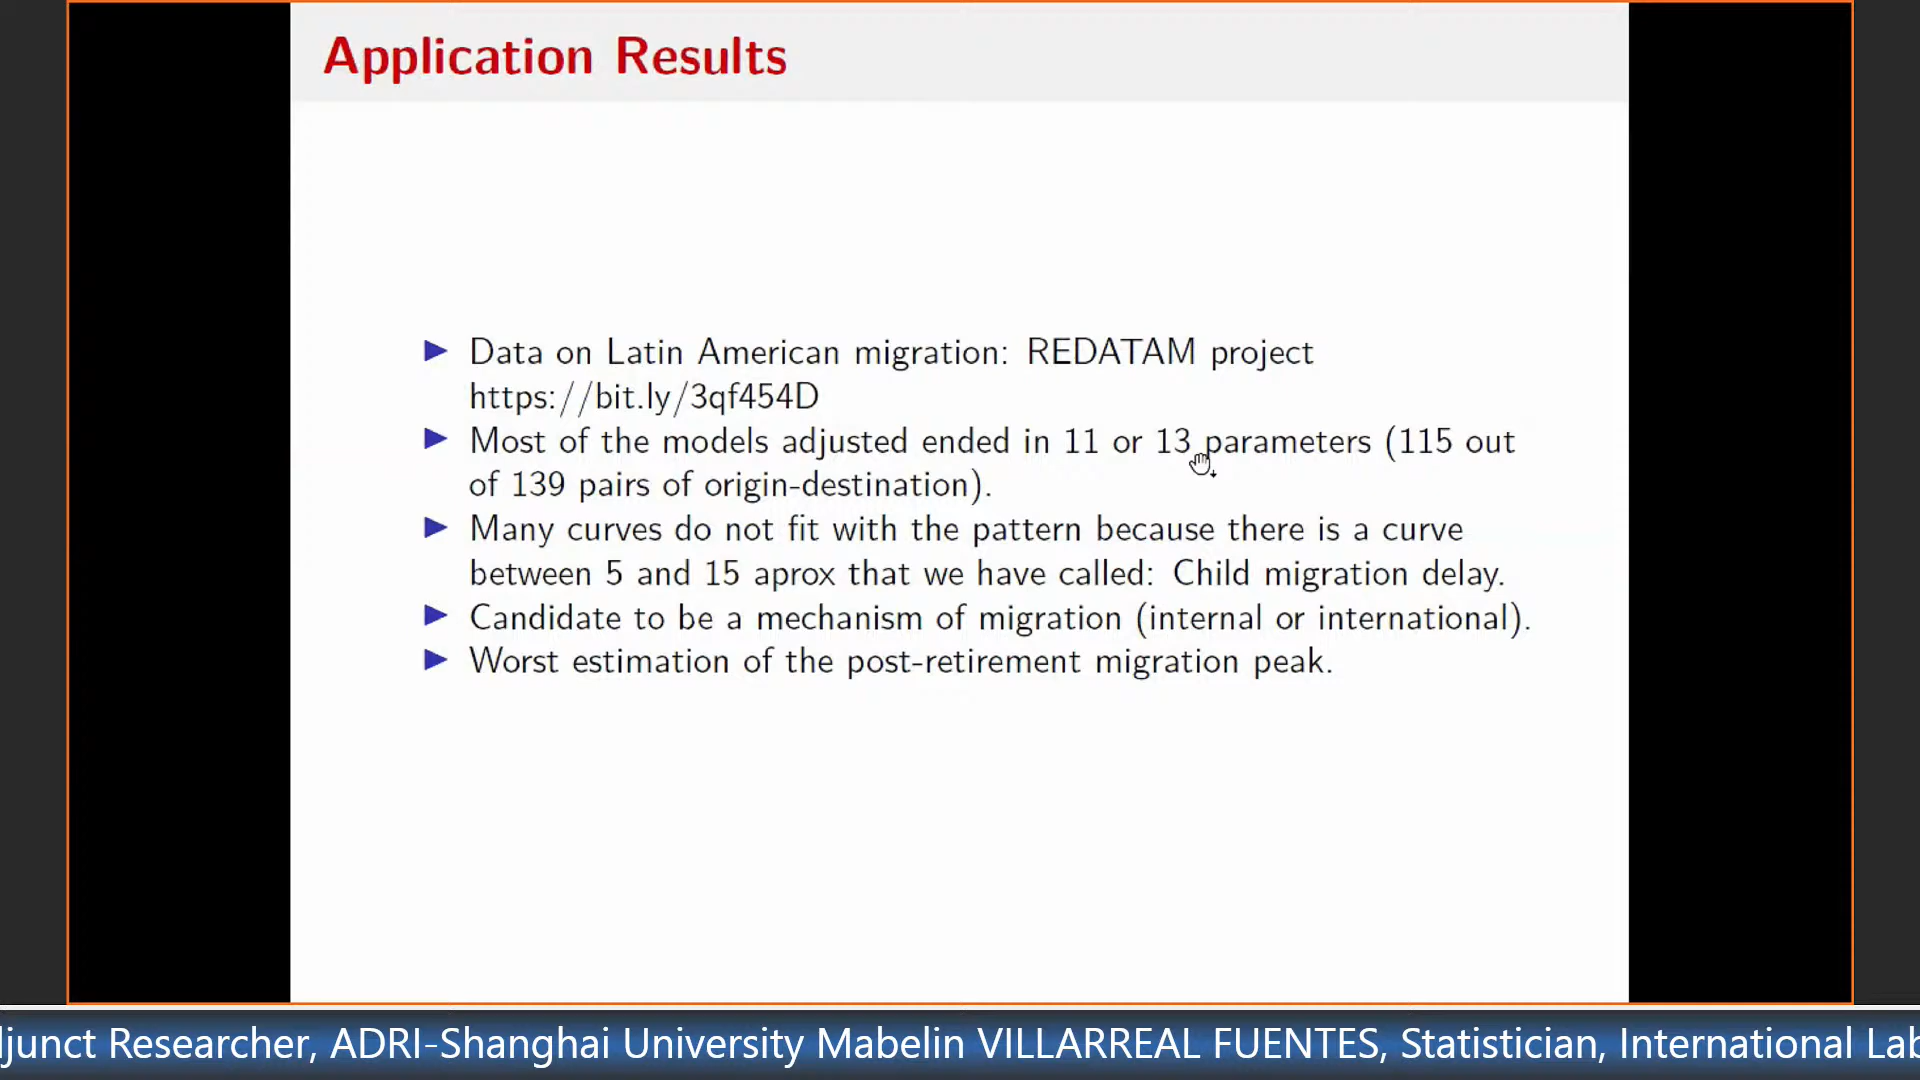 Application Results
Data on Latin American migration: REDATAM project
https://bit.ly/3qf454D
Most of the models adjusted ended in 11 or 13 parameters (115 out
of 139 pairs of origin-destination).
Many curves do not fit with the pattern because there is a curve
between 5 and 15 aprox that we have called: Child migration delay.
Candidate to be a mechanism of migration (internal or international).
Worst estimation of the post-retirement migration peak.
djunct Researcher, ADRI-Shanghai University Mabelin VILLARREAL FUENTES, Statistician, International Lab